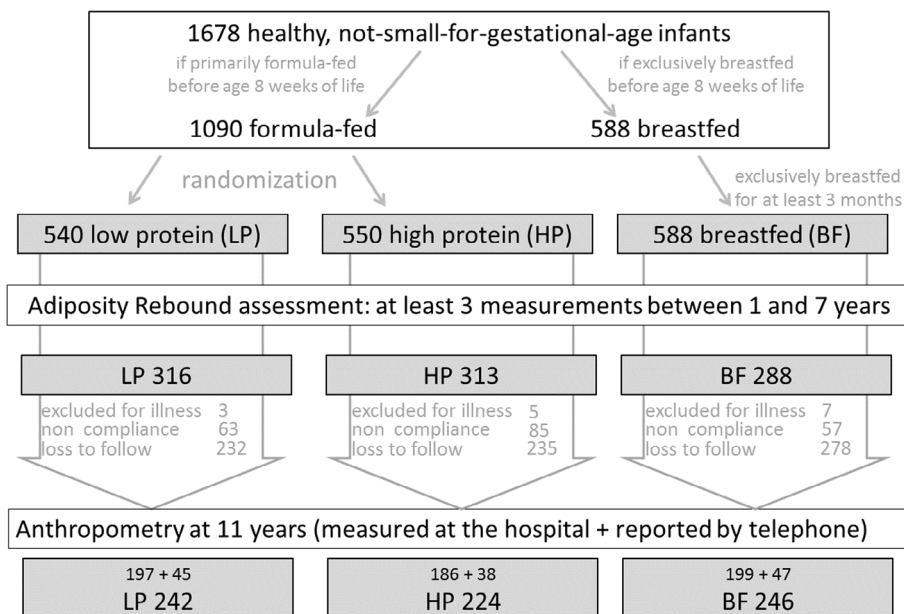 1678 healthy, not-small-for-gestational-age infants
if primarily formula-fed
before age 8 weeks of life
if exclusively breastfed
before age 8 weeks of life
1090 formula-fed
588 breastfed
randomization
exclusively breastfed
for at least 3 months
540 low protein (LP)
550 high protein (HP)
588 breastfed (BF)
Adiposity Rebound assessment: at least 3 measurements between 1 and 7 years
LP 316
HP 313
BF 288
excluded for illness 3
non compliance 63
loss to follow 232
excluded for illness 5
non compliance 85
loss to follow 235
excluded for illness 7
non compliance 57
loss to follow 278
Anthropometry at 11 years (measured at the hospital + reported by telephone)
197 + 45
LP 242
186 + 38
HP 224
199 + 47
BF 246